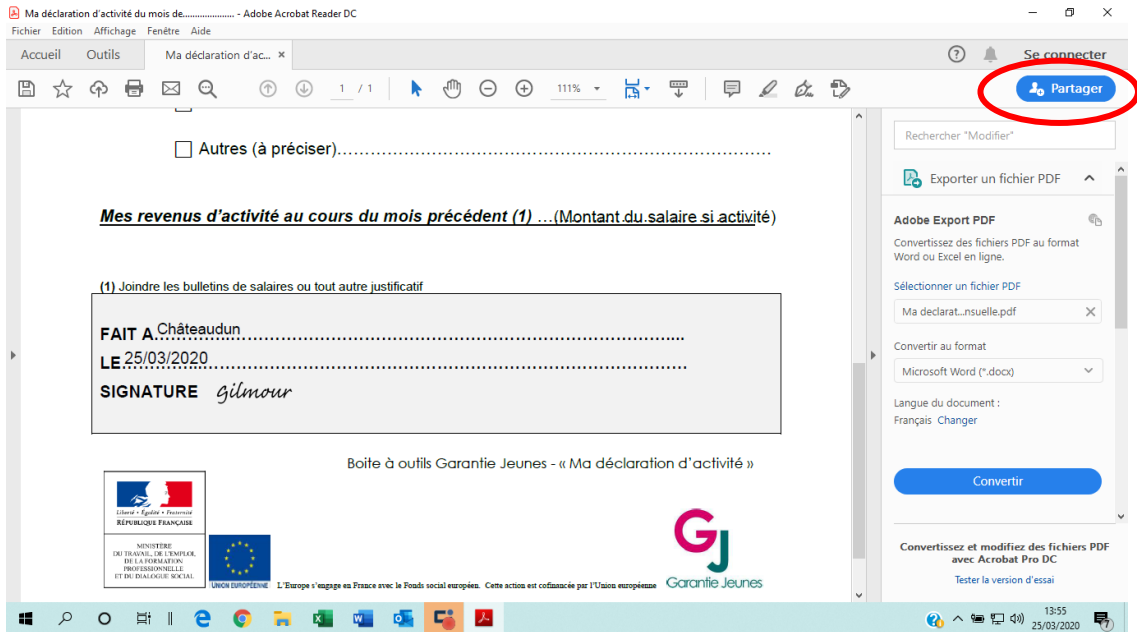 Ma déclaration d'activité du mois de..................... - Adobe Acrobat Reader DC
Fichier Edition Affichage Fenêtre Aide
Accueil Outils Ma déclaration d'ac... × Se connecter
1 / 1 111% Partager
Autres (à préciser)…………………………………………………………………
Mes revenus d'activité au cours du mois précédent (1) …(Montant du salaire si activité)
(1) Joindre les bulletins de salaires ou tout autre justificatif
FAIT A Châteaudun
LE 25/03/2020
SIGNATURE Gilmour
Boite à outils Garantie Jeunes - « Ma déclaration d'activité »
Liberté • Égalité • Fraternité
RÉPUBLIQUE FRANÇAISE
MINISTÈRE
DU TRAVAIL, DE L'EMPLOI,
DE LA FORMATION
PROFESSIONNELLE
ET DU DIALOGUE SOCIAL
UNION EUROPÉENNE
L'Europe s'engage en France avec le Fonds social européen. Cette action est cofinancée par l'Union européenne
GJ
Garantie Jeunes
Rechercher "Modifier"
Exporter un fichier PDF
Adobe Export PDF
Convertissez des fichiers PDF au format
Word ou Excel en ligne.
Sélectionner un fichier PDF
Ma declarat...nsuelle.pdf
Convertir au format
Microsoft Word (*.docx)
Langue du document :
Français Changer
Convertir
Convertissez et modifiez des fichiers PDF
avec Acrobat Pro DC
Tester la version d'essai
13:55
25/03/2020
7